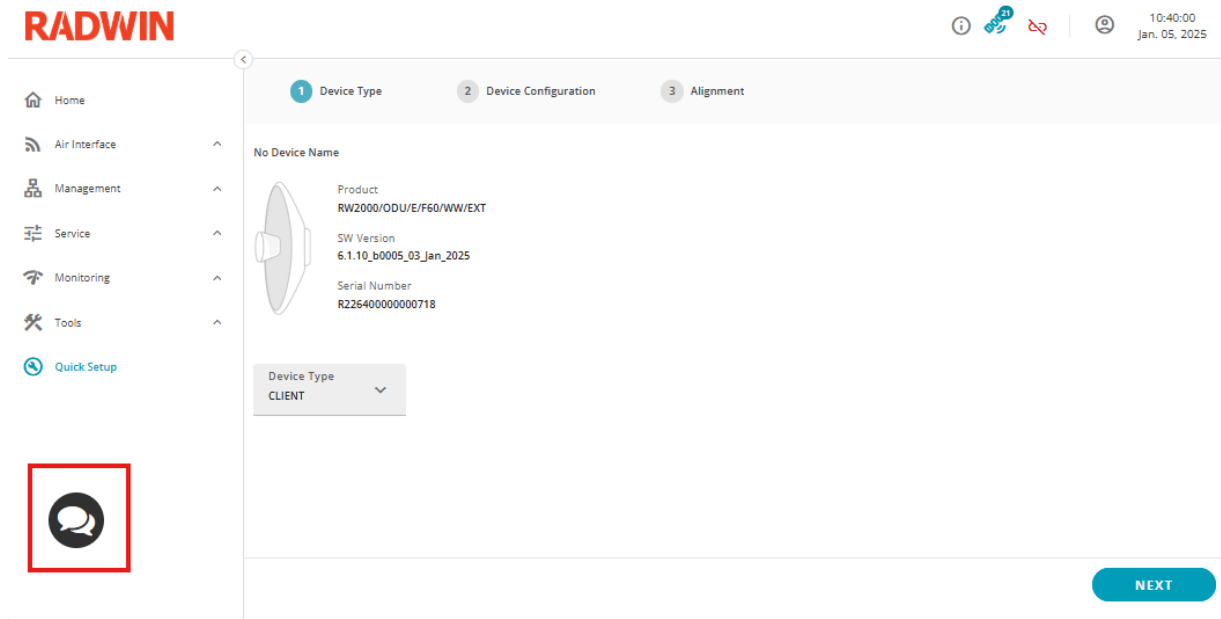 RADWIN
21
10:40:00
Jan. 05, 2025
Home
Air Interface
Management
Service
Monitoring
Tools
Quick Setup
1 Device Type
2 Device Configuration
3 Alignment
No Device Name
Product
RW2000/ODU/E/F60/WW/EXT
SW Version
6.1.10_b0005_03_Jan_2025
Serial Number
R226400000000718
Device Type
CLIENT
NEXT